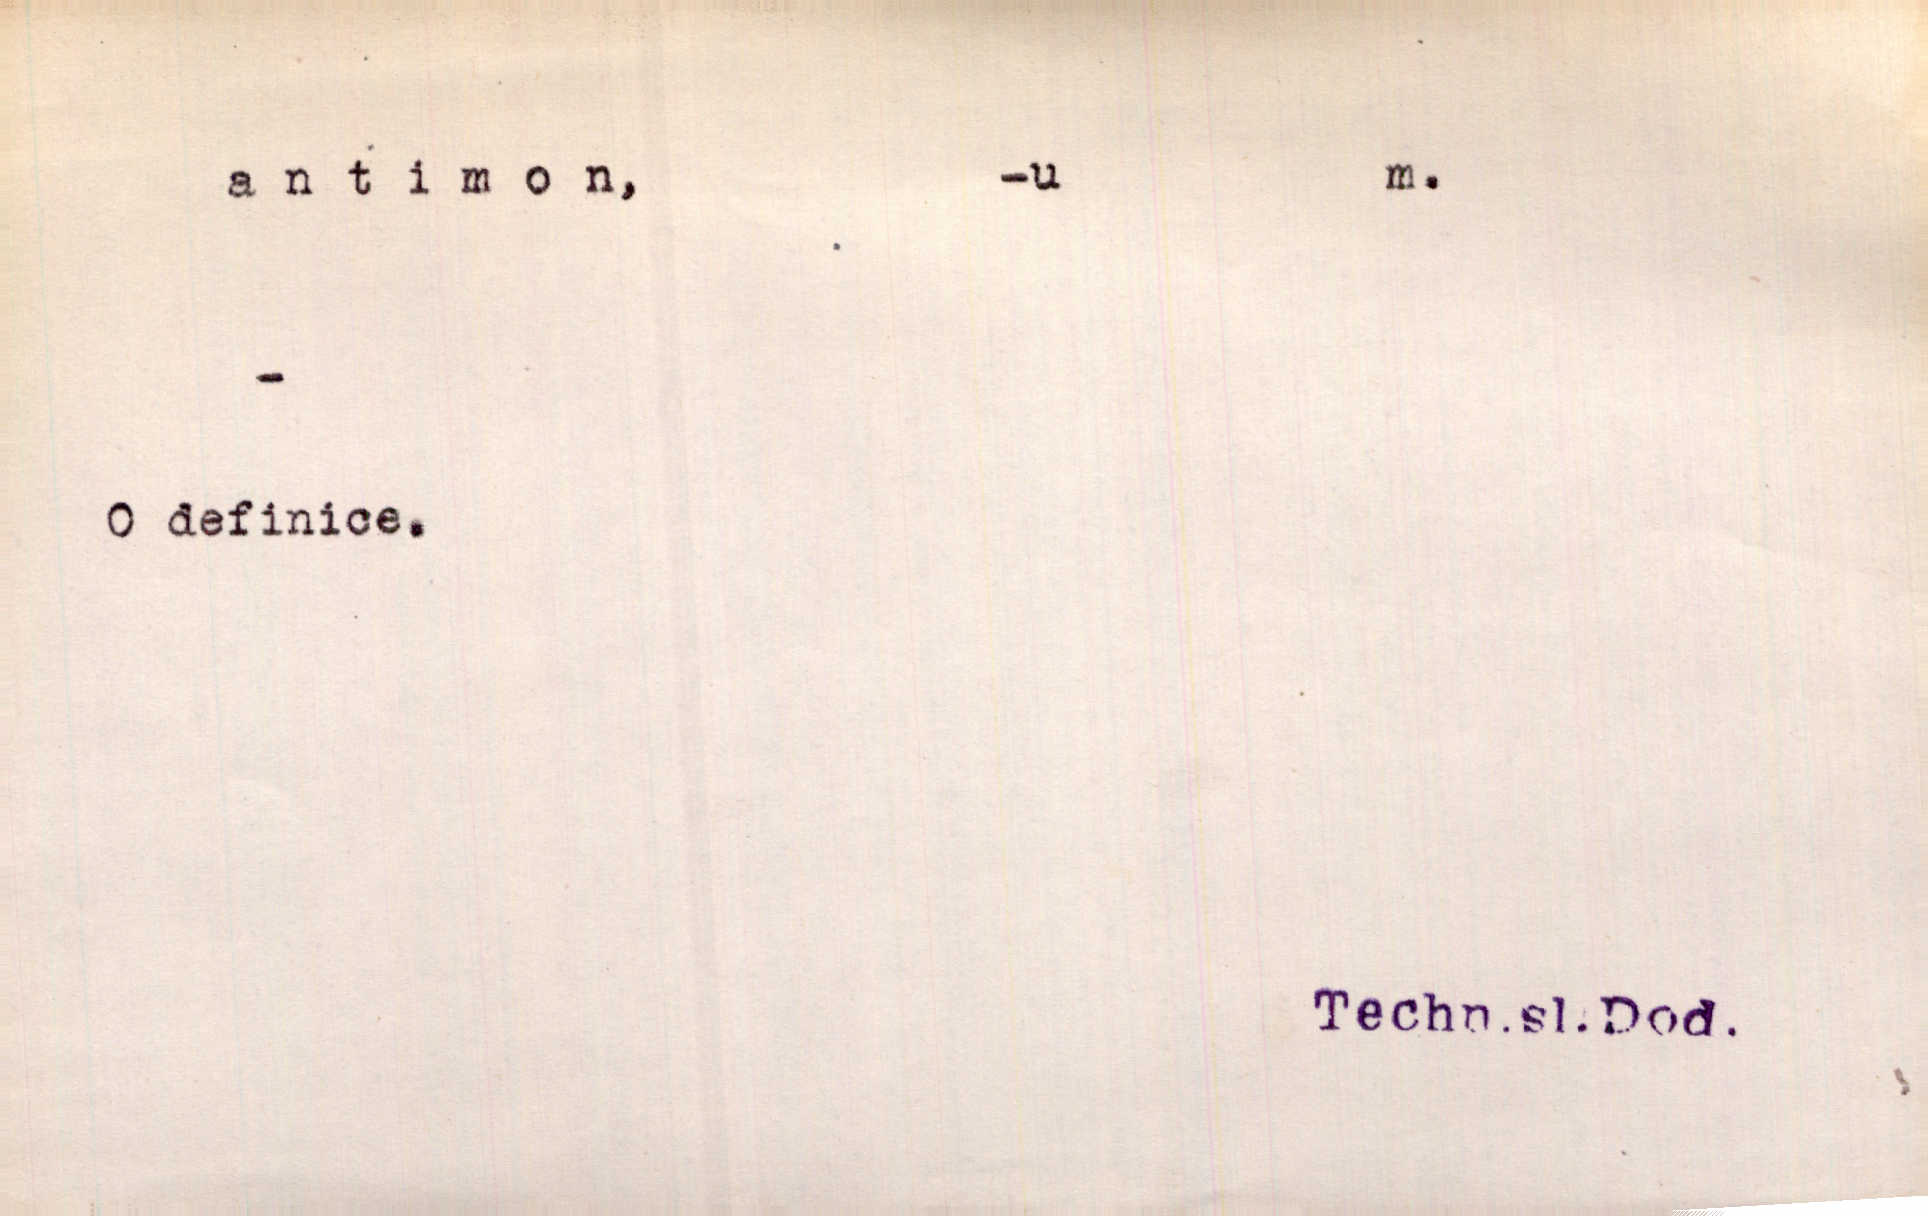 a n t i m o n, -u m.
-
O definice.
Techn.sl.Dod.